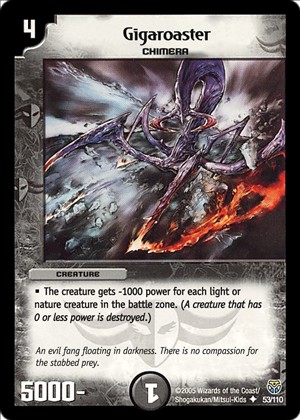 4
Gigaroaster
CHIMERA
CREATURE
▪ The creature gets -1000 power for each light or
nature creature in the battle zone. (A creature that has
0 or less power is destroyed.)
An evil fang floating in darkness. There is no compassion for
the stabbed prey.
5000-
1
©2005 Wizards of the Coast/
Shogakukan/Mitsui-Kids ✦ 53/110